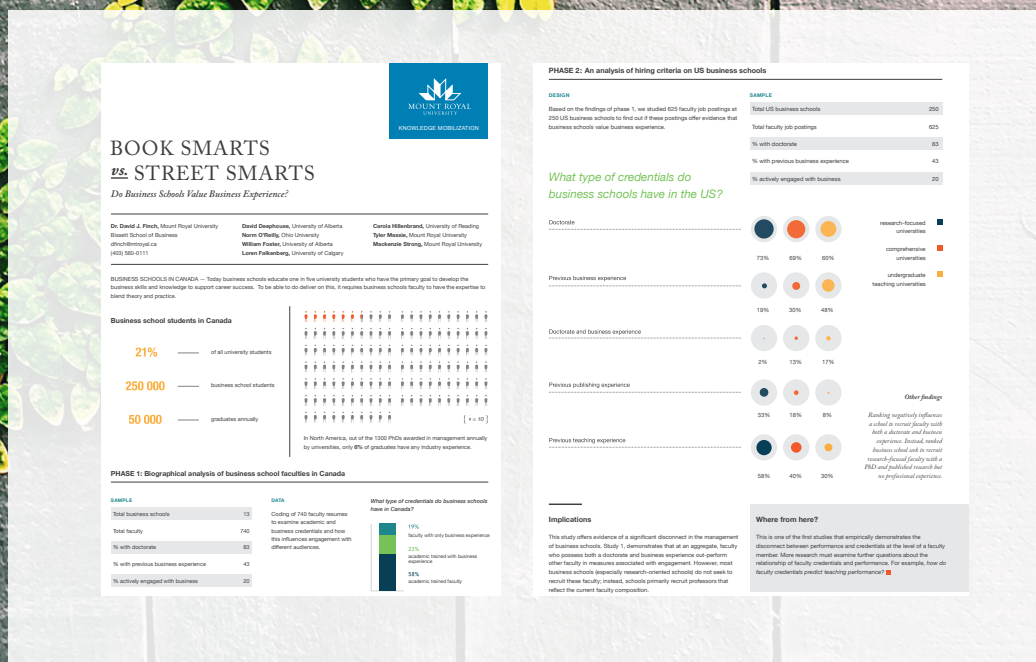 MOUNT ROYAL
UNIVERSITY
KNOWLEDGE MOBILIZATION
BOOK SMARTS
vs. STREET SMARTS
Do Business Schools Value Business Experience?
Dr. David J. Finch, Mount Royal University
Bissett School of Business
dfinch@mtroyal.ca
(403) 560-0111
David Deephouse, University of Alberta
Norm O'Reilly, Ohio University
William Foster, University of Alberta
Loren Falkenberg, University of Calgary
Carola Hillenbrand, University of Reading
Tyler Massie, Mount Royal University
Mackenzie Strong, Mount Royal University
BUSINESS SCHOOLS IN CANADA — Today business schools educate one in five university students who have the primary goal to develop the
business skills and knowledge to support career success. To be able to do deliver on this, it requires business schools faculty to have the expertise to
blend theory and practice.
Business school students in Canada
21% of all university students
250 000 business school students
50 000 graduates annually
[ = 10 ]
In North America, out of the 1300 PhDs awarded in management annually
by universities, only 6% of graduates have any industry experience.
PHASE 1: Biographical analysis of business school faculties in Canada
SAMPLE
Total business schools 13
Total faculty 740
% with doctorate 83
% with previous business experience 43
% actively engaged with business 20
DATA
Coding of 740 faculty resumes
to examine academic and
business credentials and how
this influences engagement with
different audiences.
What type of credentials do business schools
have in Canada?
19%
faculty with only business experience
23%
academic trained with business
experience
58%
academic trained faculty
PHASE 2: An analysis of hiring criteria on US business schools
DESIGN
Based on the findings of phase 1, we studied 625 faculty job postings at
250 US business schools to find out if these postings offer evidence that
business schools value business experience.
SAMPLE
Total US business schools 250
Total faculty job postings 625
% with doctorate 83
% with previous business experience 43
% actively engaged with business 20
What type of credentials do
business schools have in the US?
Doctorate
73% 69% 60%
Previous business experience
19% 30% 48%
Doctorate and business experience
2% 13% 17%
Previous publishing experience
33% 18% 8%
Previous teaching experience
58% 40% 30%
research-focused
universities
comprehensive
universities
undergraduate
teaching universities
Other findings
Ranking negatively influences
a school to recruit faculty with
both a doctorate and business
experience. Instead, ranked
business school seek to recruit
research-focused faculty with a
PhD and published research but
no professional experience.
Implications
This study offers evidence of a significant disconnect in the management
of business schools. Study 1, demonstrates that at an aggregate, faculty
who possess both a doctorate and business experience out-perform
other faculty in measures associated with engagement. However, most
business schools (especially research-oriented schools) do not seek to
recruit these faculty; instead, schools primarily recruit professors that
reflect the current faculty composition.
Where from here?
This is one of the first studies that empirically demonstrates the
disconnect between performance and credentials at the level of a faculty
member. More research must examine further questions about the
relationship of faculty credentials and performance. For example, how do
faculty credentials predict teaching performance?